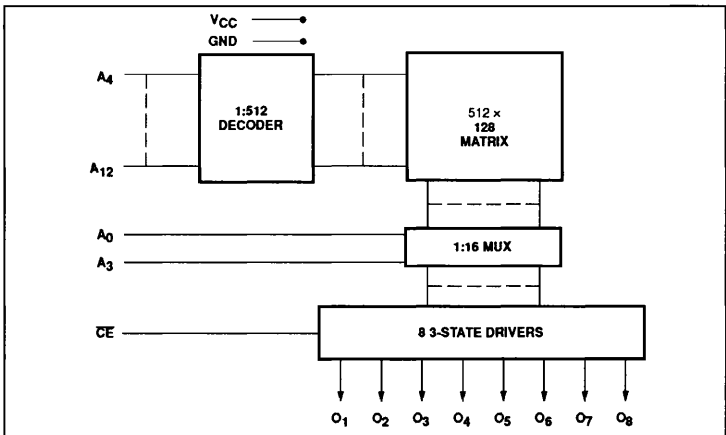 VCC
GND
A4
A12
1:512
DECODER
512 ×
128
MATRIX
A0
A3
1:16 MUX
CE
8 3-STATE DRIVERS
O1 O2 O3 O4 O5 O6 O7 O8